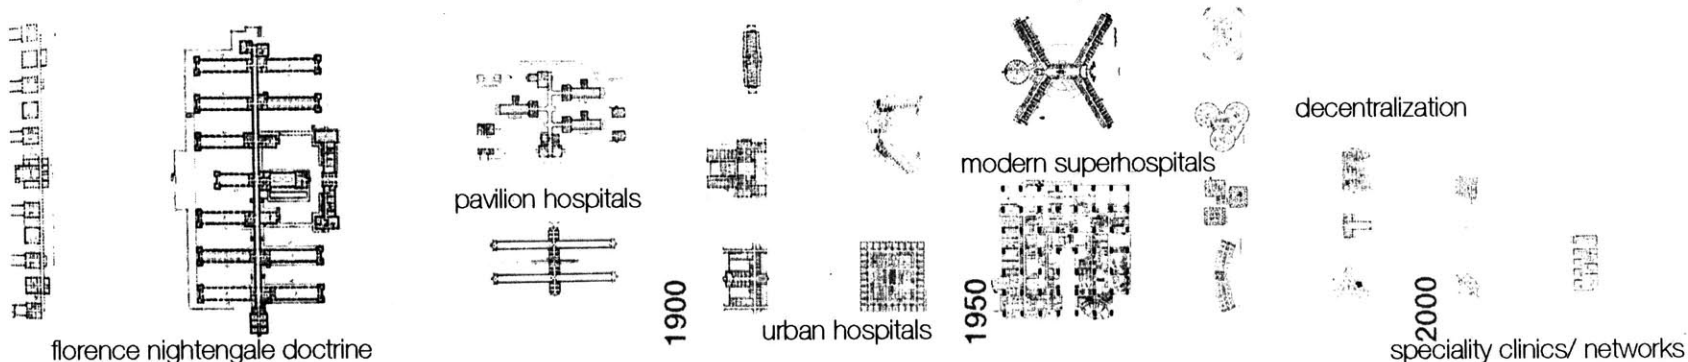 florence nightengale doctrine
pavilion hospitals
1900
urban hospitals
1950
modern superhospitals
decentralization
2000
speciality clinics/ networks